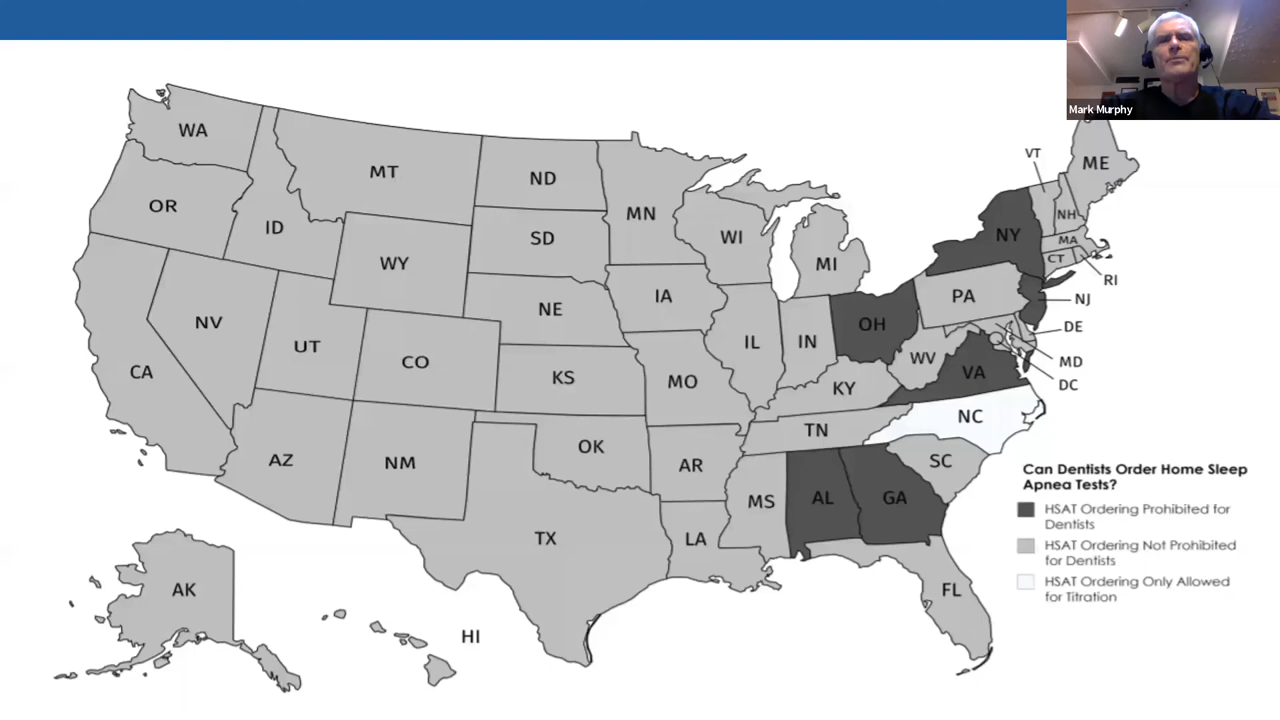 Mark Murphy
WA
MT
ND
MN
VT
ME
OR
ID
SD
WI
NH
NY
MA
WY
MI
CT
RI
NE
IA
PA
NJ
NV
OH
DE
UT
IL
IN
CO
WV
MD
CA
KS
MO
KY
VA
DC
NC
TN
OK
AZ
NM
AR
SC
MS
AL
GA
TX
LA
AK
FL
HI
Can Dentists Order Home Sleep
Apnea Tests?
HSAT Ordering Prohibited for
Dentists
HSAT Ordering Not Prohibited
for Dentists
HSAT Ordering Only Allowed
for Titration